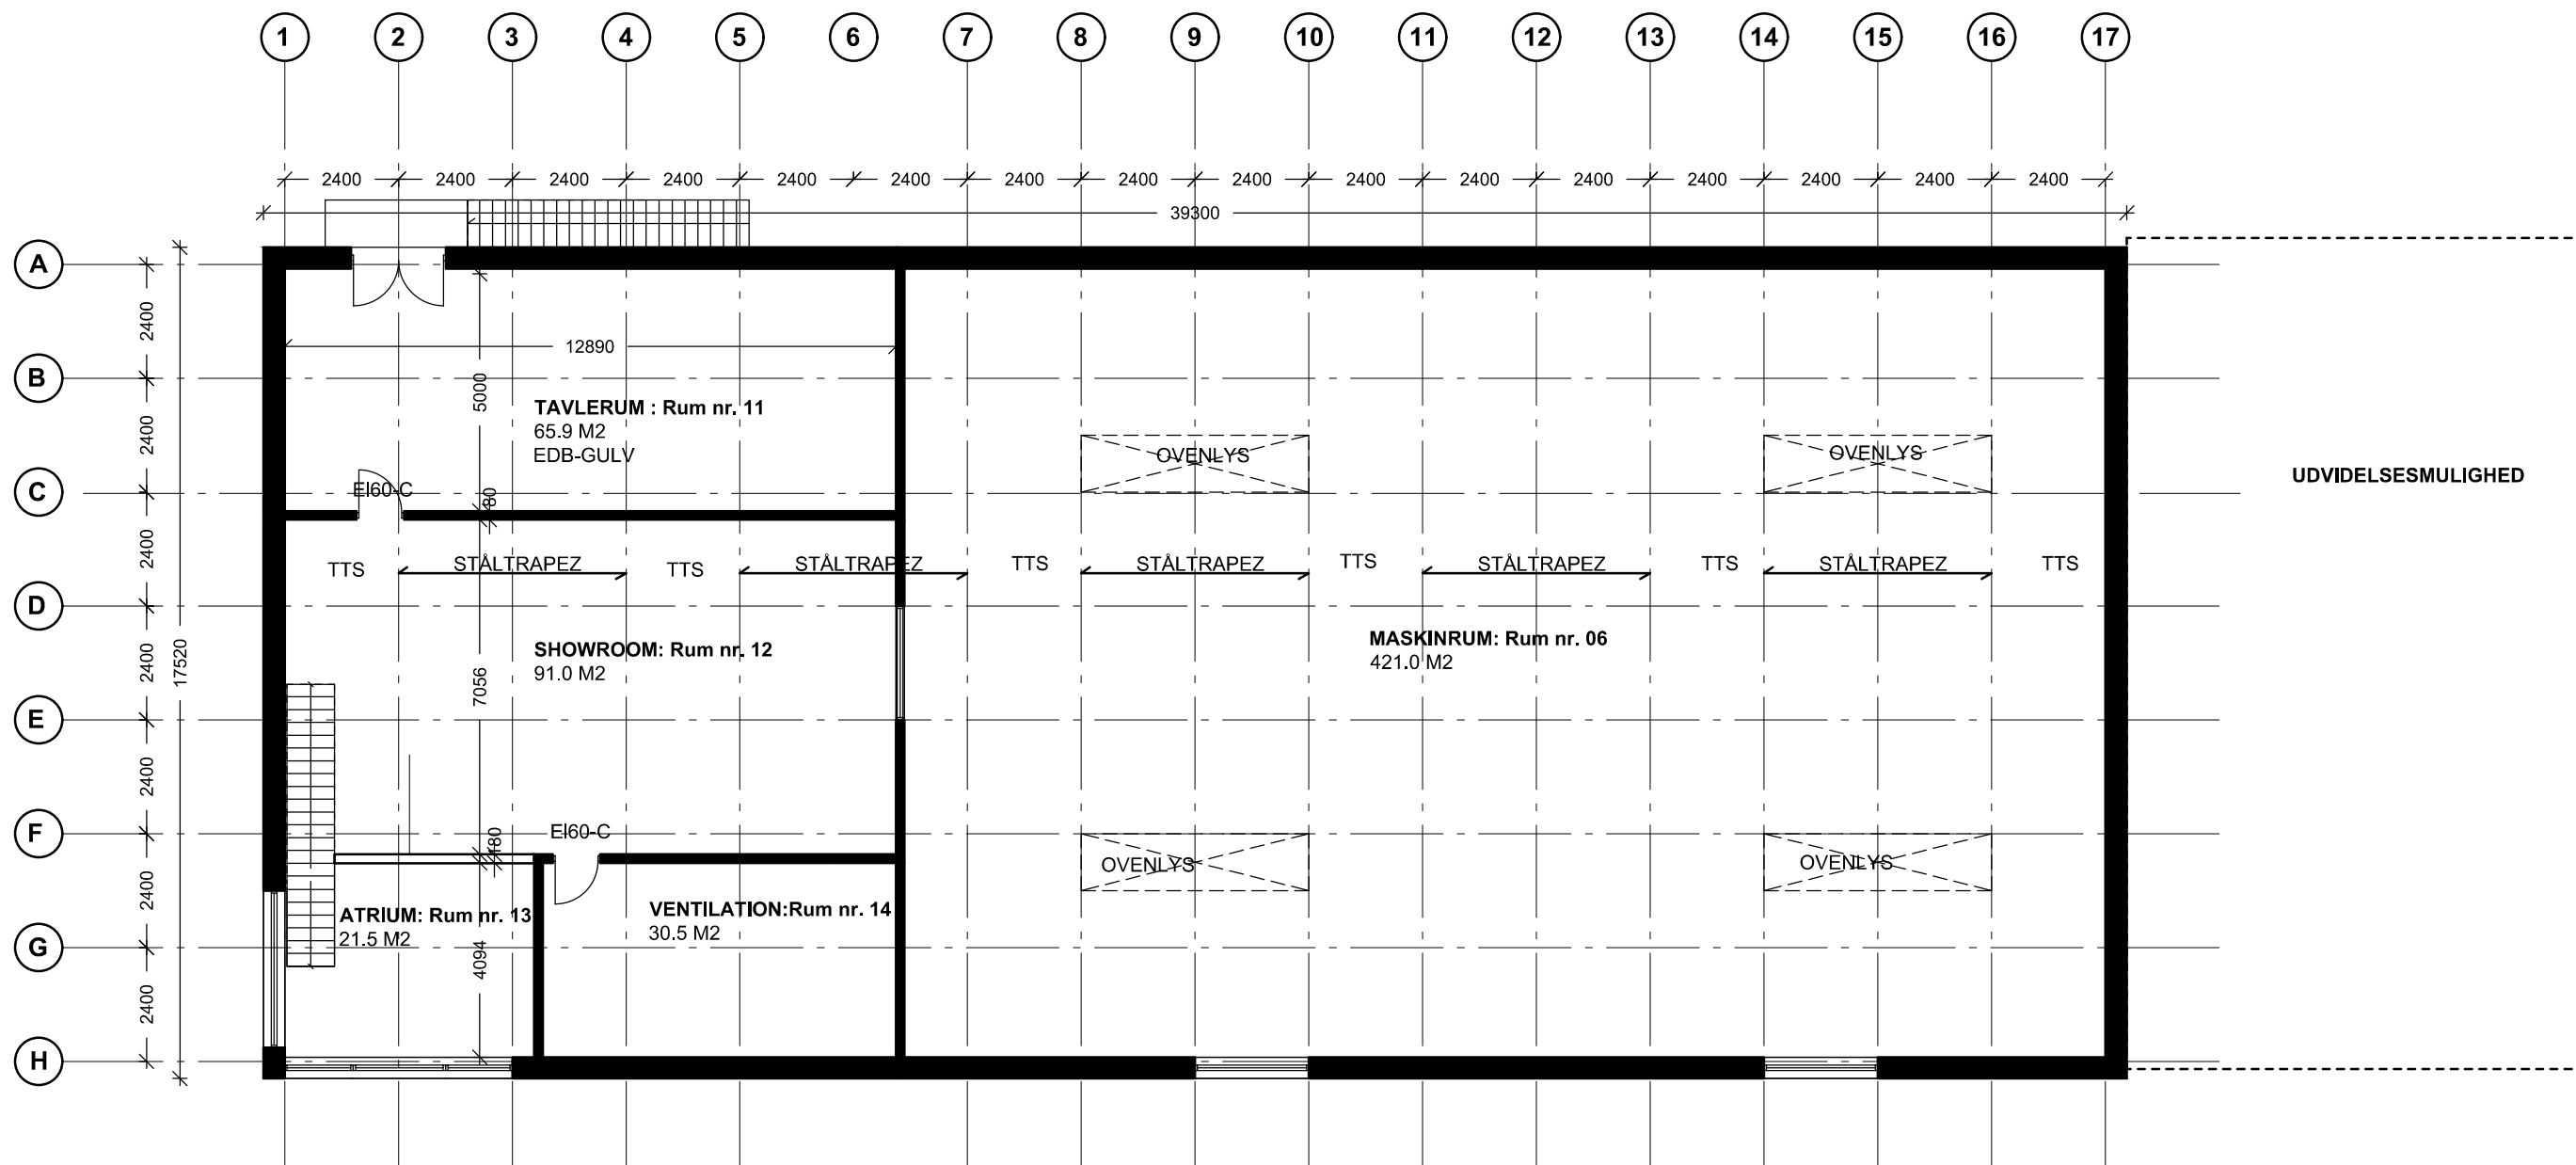 1 2 3 4 5 6 7 8 9 10 11 12 13 14 15 16 17
2400 2400 2400 2400 2400 2400 2400 2400 2400 2400 2400 2400 2400 2400 2400 2400
39300
A
B
C
D
E
F
G
H
2400
2400
2400
2400
2400
2400
2400
17520
12890
5000
TAVLERUM : Rum nr. 11
65.9 M2
EDB-GULV
EI60-C
180
OVENLYS
OVENLYS
UDVIDELSESMULIGHED
TTS STÅLTRAPEZ TTS STÅLTRAPEZ TTS STÅLTRAPEZ TTS STÅLTRAPEZ TTS STÅLTRAPEZ TTS
SHOWROOM: Rum nr. 12
91.0 M2
7056
MASKINRUM: Rum nr. 06
421.0 M2
EI60-C
180
OVENLYS
OVENLYS
ATRIUM: Rum nr. 13
21.5 M2
4094
VENTILATION:Rum nr. 14
30.5 M2